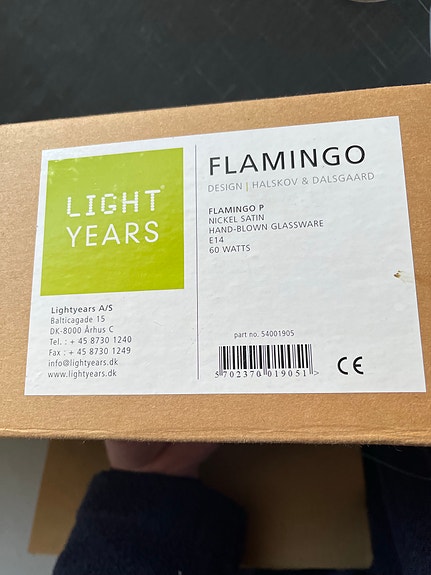 LIGHT
YEARS
FLAMINGO
DESIGN | HALSKOV & DALSGAARD
FLAMINGO P
NICKEL SATIN
HAND-BLOWN GLASSWARE
E14
60 WATTS
Lightyears A/S
Balticagade 15
DK-8000 Århus C
Tel. : + 45 8730 1240
Fax : + 45 8730 1249
info@lightyears.dk
www.lightyears.dk
part no. 54001905
5 702370 019051 >
CE